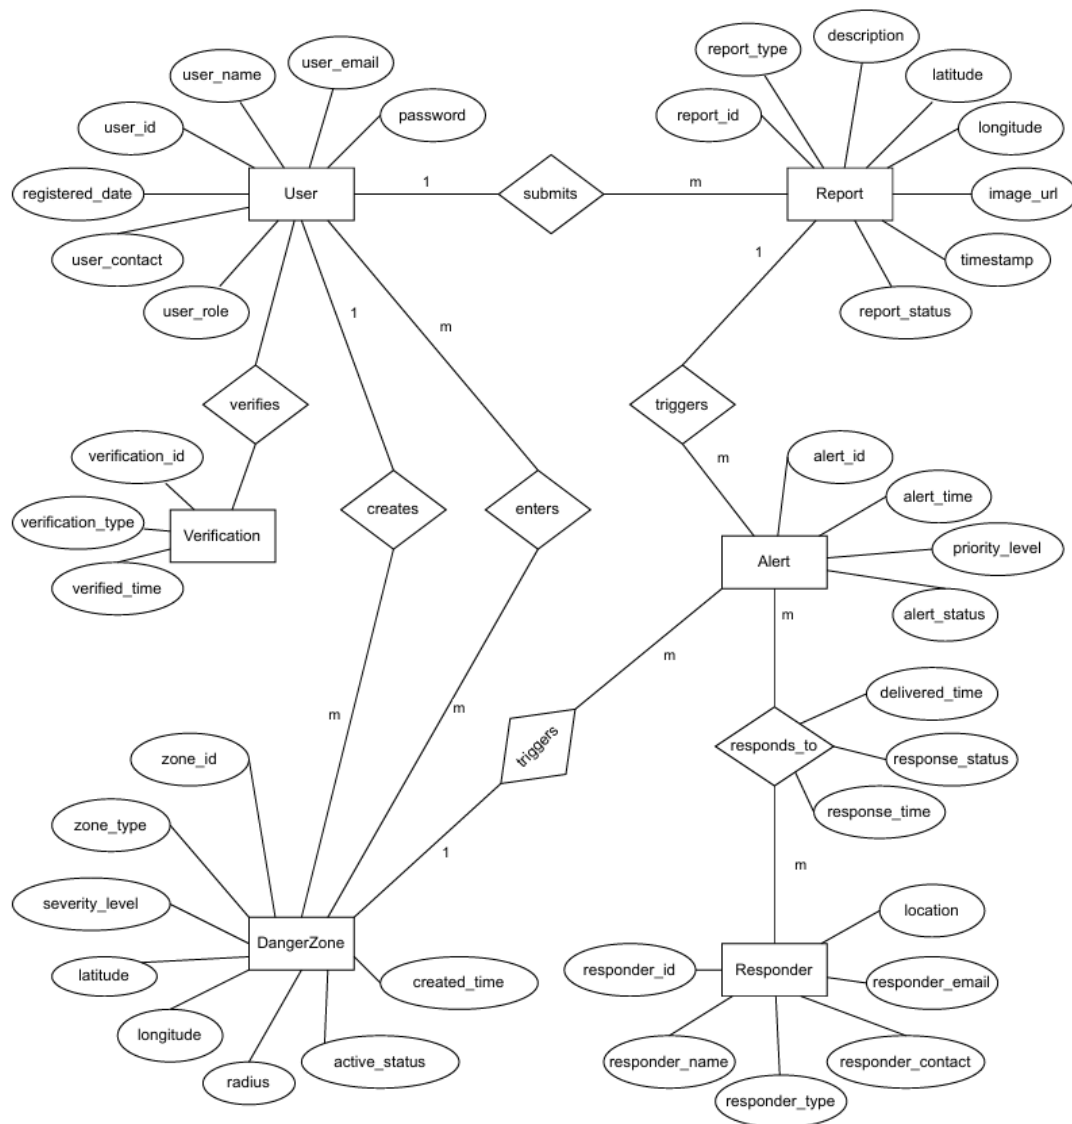 description
user_email
report_type
user_name
latitude
password
report_id
user_id
longitude
User
1
submits
m
Report
registered_date
image_url
user_contact
timestamp
1
user_role
1
m
report_status
verifies
triggers
verification_id
alert_id
m
alert_time
creates
enters
verification_type
Verification
priority_level
Alert
verified_time
alert_status
m
m
delivered_time
m
m
triggers
responds_to
zone_id
response_status
response_time
zone_type
1
m
severity_level
location
DangerZone
latitude
responder_id
Responder
created_time
responder_email
longitude
active_status
responder_name
responder_contact
radius
responder_type